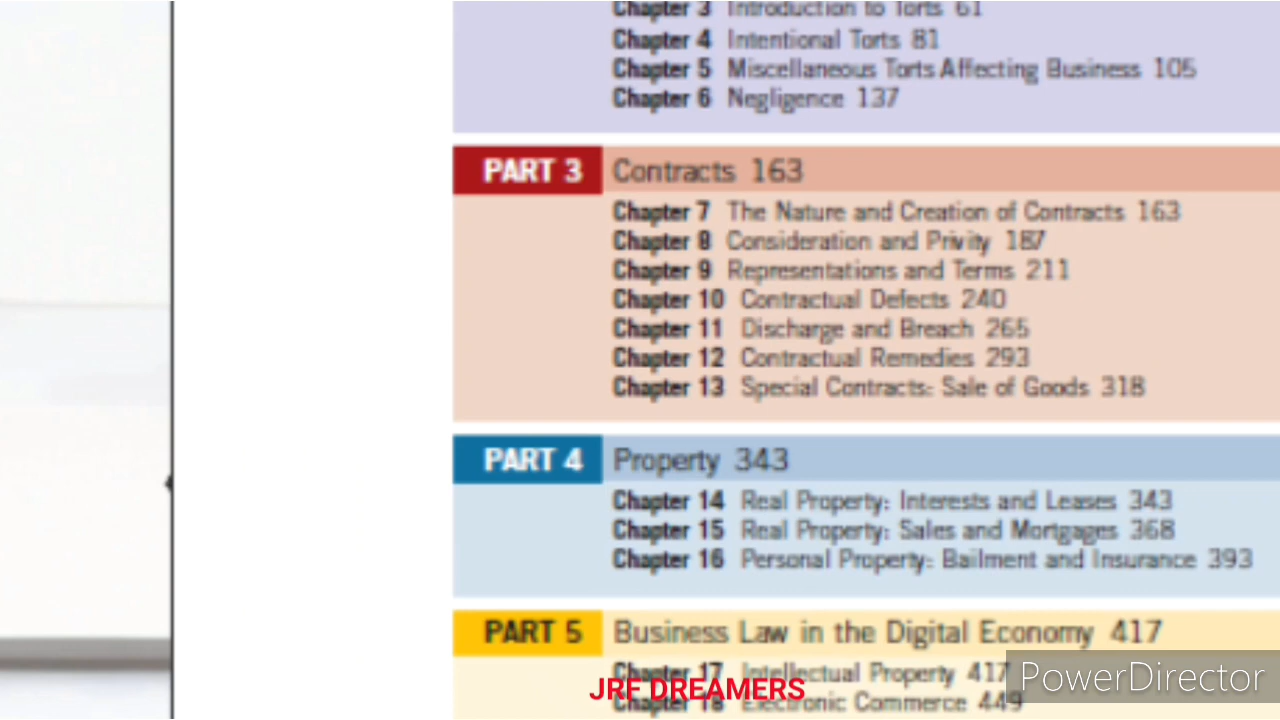 Chapter 3 Introduction to Torts 61
Chapter 4 Intentional Torts 81
Chapter 5 Miscellaneous Torts Affecting Business 105
Chapter 6 Negligence 137
PART 3 Contracts 163
Chapter 7 The Nature and Creation of Contracts 163
Chapter 8 Consideration and Privity 187
Chapter 9 Representations and Terms 211
Chapter 10 Contractual Defects 240
Chapter 11 Discharge and Breach 265
Chapter 12 Contractual Remedies 293
Chapter 13 Special Contracts: Sale of Goods 318
PART 4 Property 343
Chapter 14 Real Property: Interests and Leases 343
Chapter 15 Real Property: Sales and Mortgages 368
Chapter 16 Personal Property: Bailment and Insurance 393
PART 5 Business Law in the Digital Economy 417
Chapter 17 Intellectual Property 417
Chapter 18 Electronic Commerce 449
JRF DREAMERS
PowerDirector